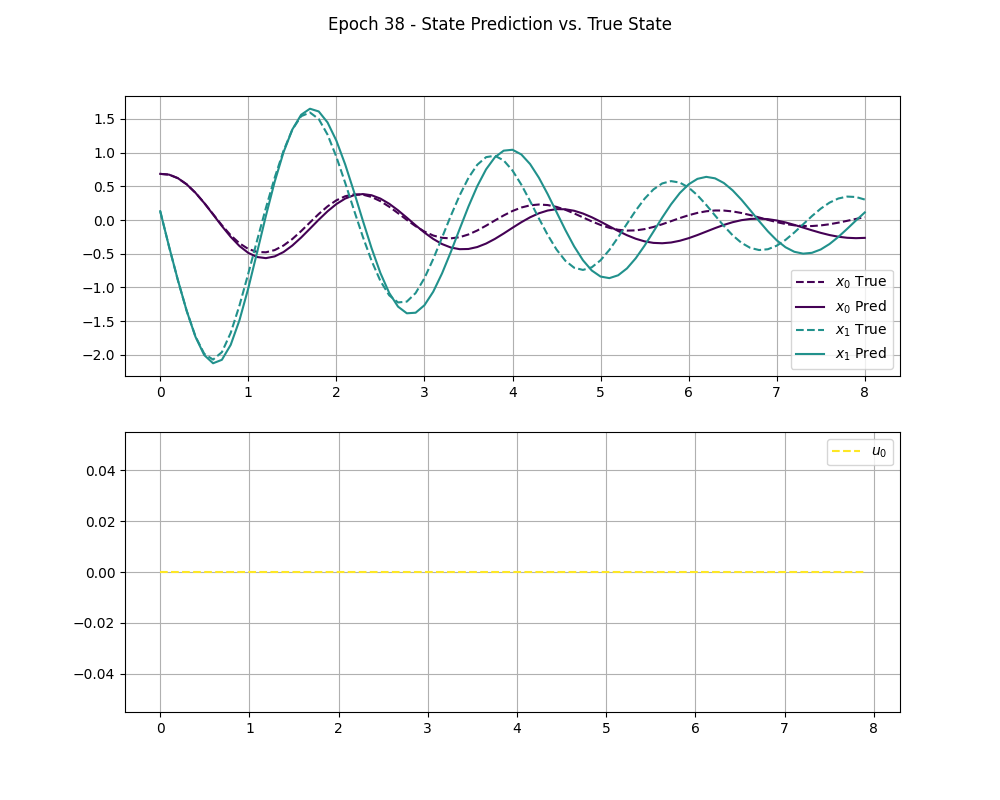 Epoch 38 - State Prediction vs. True State
1.5
1.0
0.5
0.0
−0.5
−1.0
−1.5
−2.0
x₀ True
x₀ Pred
x₁ True
x₁ Pred
0 1 2 3 4 5 6 7 8
u₀
0.04
0.02
0.00
−0.02
−0.04
0 1 2 3 4 5 6 7 8